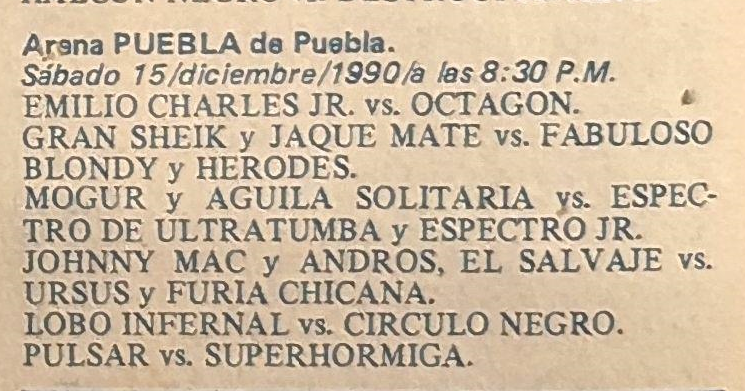 Arena PUEBLA de Puebla.
Sábado 15/diciembre/1990/a las 8:30 P.M.
EMILIO CHARLES JR. vs. OCTAGON.
GRAN SHEIK y JAQUE MATE vs. FABULOSO
BLONDY y HERODES.
MOGUR y AGUILA SOLITARIA vs. ESPEC-
TRO DE ULTRATUMBA y ESPECTRO JR.
JOHNNY MAC y ANDROS, EL SALVAJE vs.
URSUS y FURIA CHICANA.
LOBO INFERNAL vs. CIRCULO NEGRO.
PULSAR vs. SUPERHORMIGA.